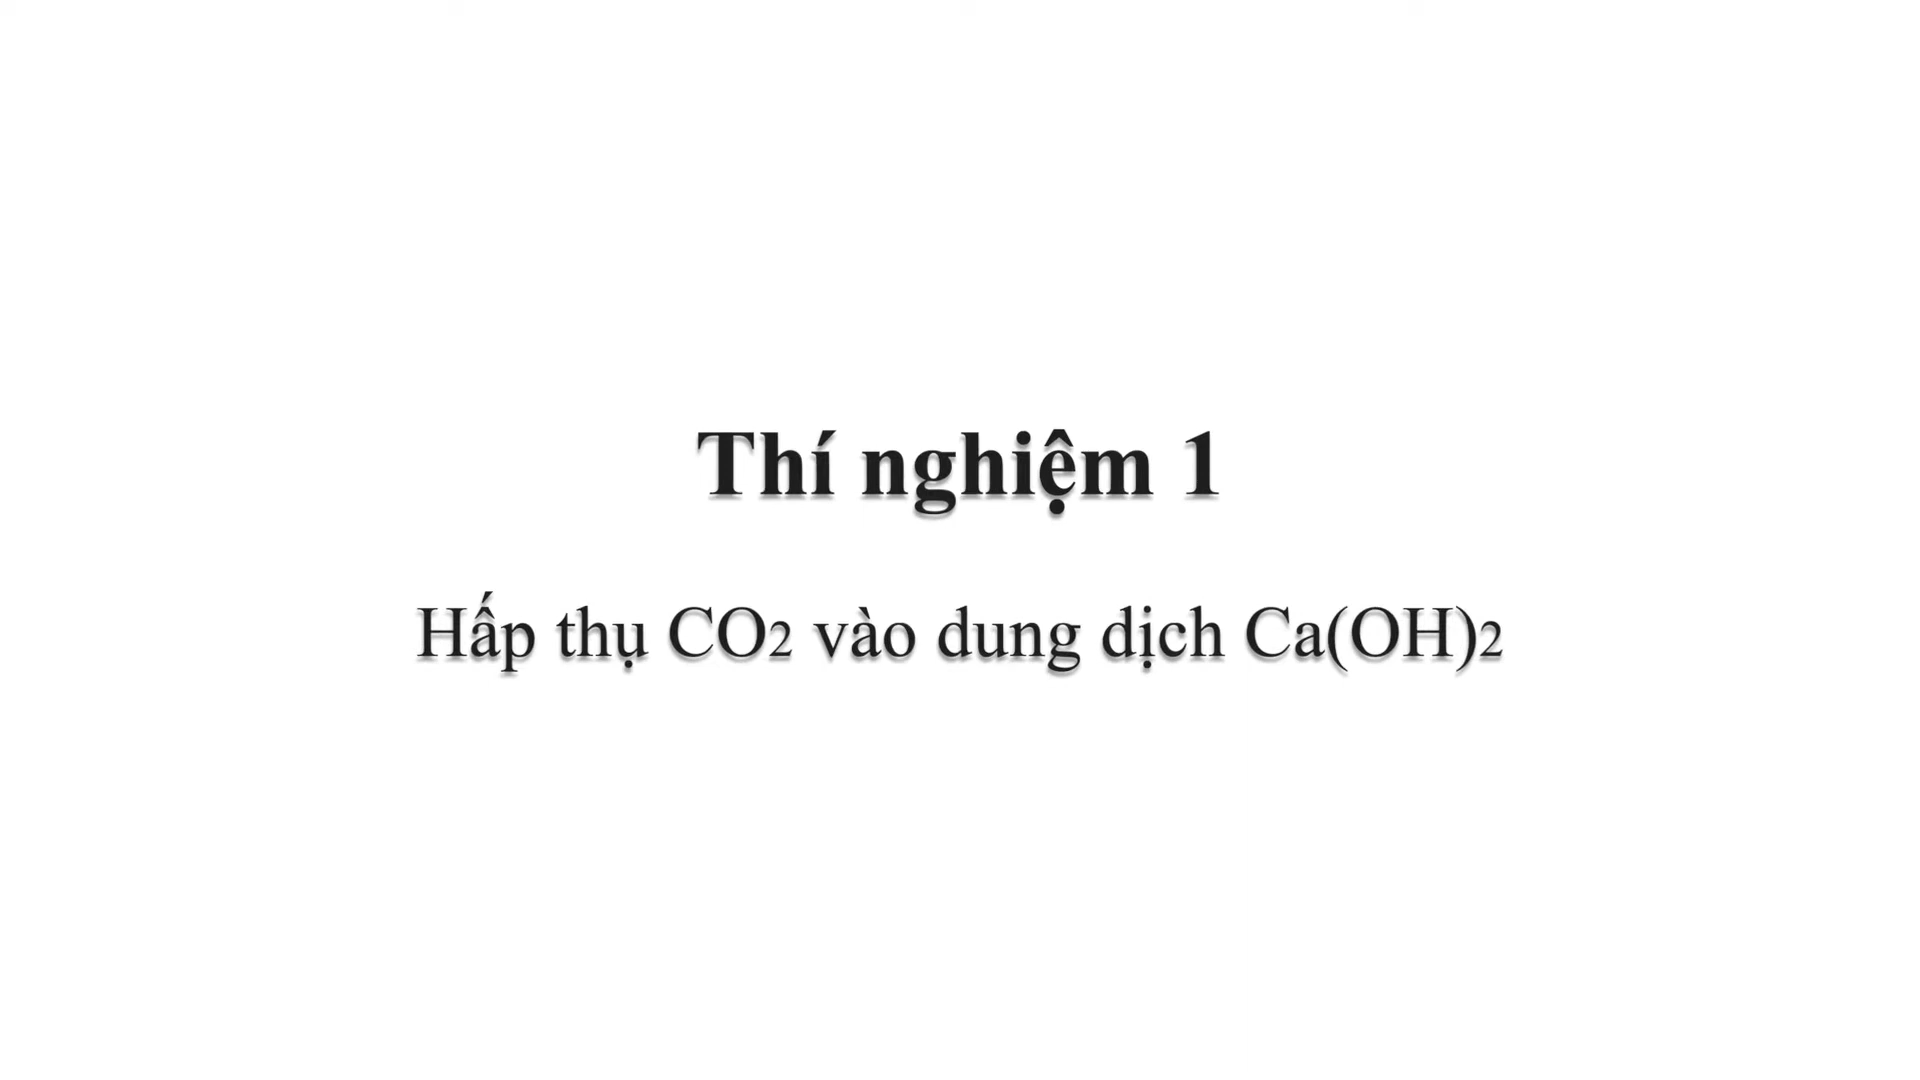 Thí nghiệm 1
Hấp thụ CO2 vào dung dịch Ca(OH)2